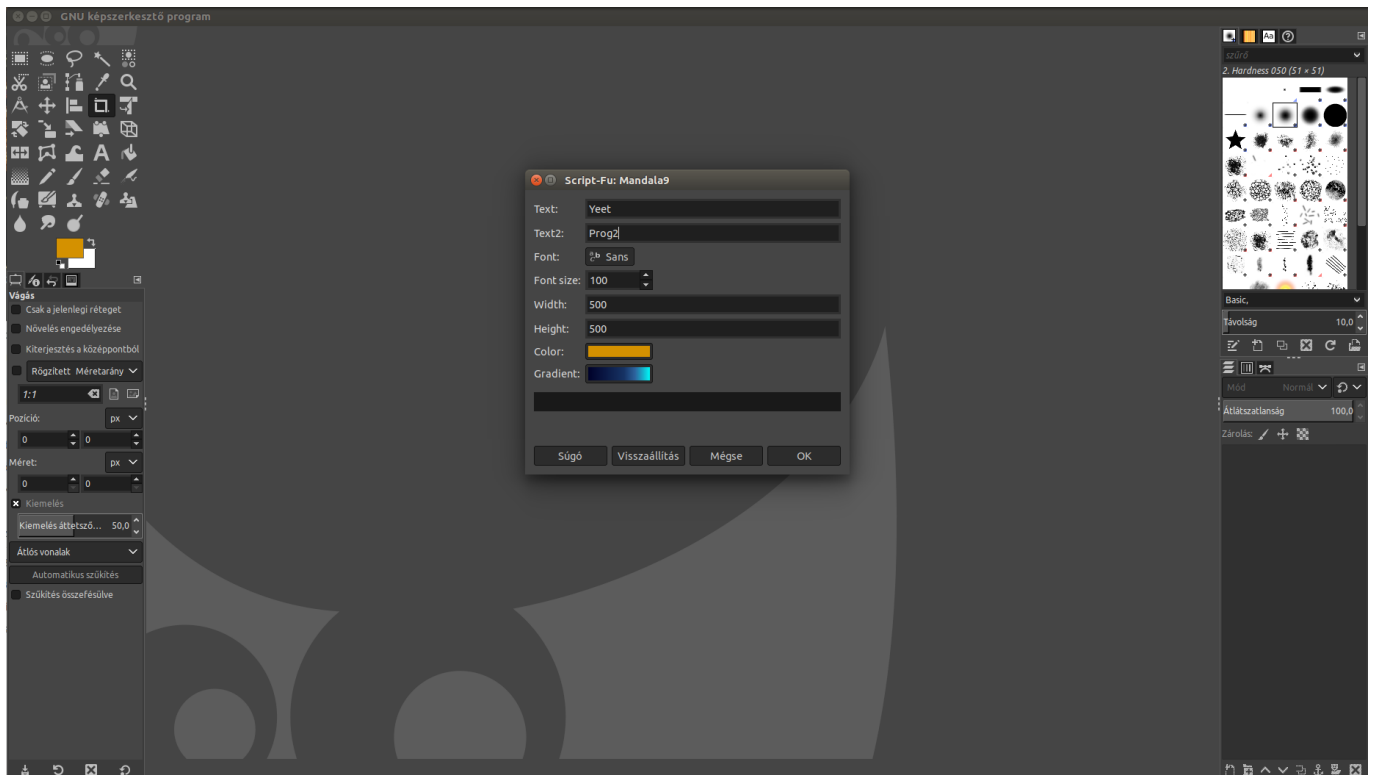 GNU képszerkesztő program
Vágás
Csak a jelenlegi réteget
Növelés engedélyezése
Kiterjesztés a középpontból
Rögzített Méretarány
1:1
Pozíció: px
0 0
Méret: px
0 0
Kiemelés
Kiemelés áttetsző... 50,0
Átlós vonalak
Automatikus szűkítés
Szűkítés összefésülve
Script-Fu: Mandala9
Text: Yeet
Text2: Prog2
Font: Sans
Font size: 100
Width: 500
Height: 500
Color:
Gradient:
Súgó Visszaállítás Mégse OK
Aa
szűrő
2. Hardness 050 (51 × 51)
Basic,
Távolság 10,0
Mód Normál
Átlátszatlanság 100,0
Zárolás: